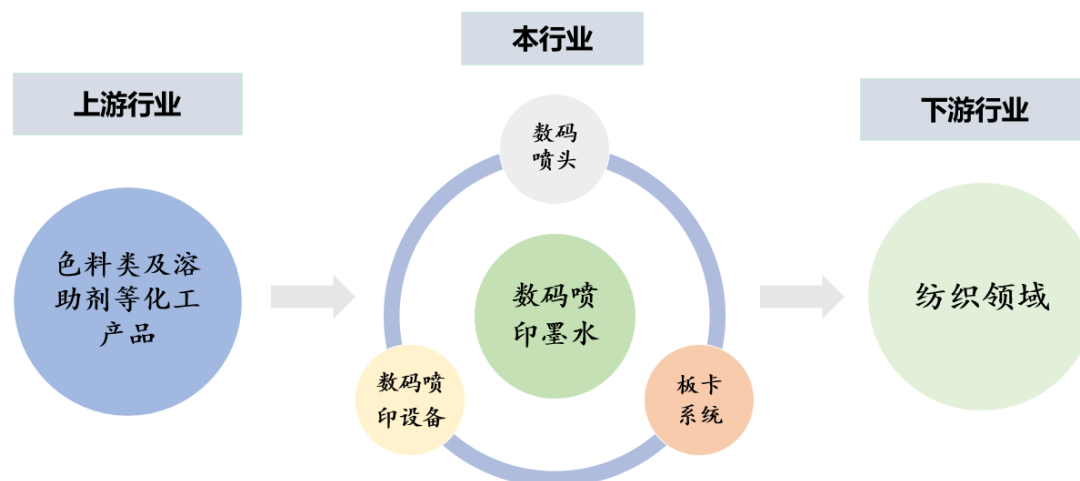 上游行业
色料类及溶
助剂等化工
产品
本行业
数码
喷头
数码喷
印墨水
数码喷
印设备
板卡
系统
下游行业
纺织领域